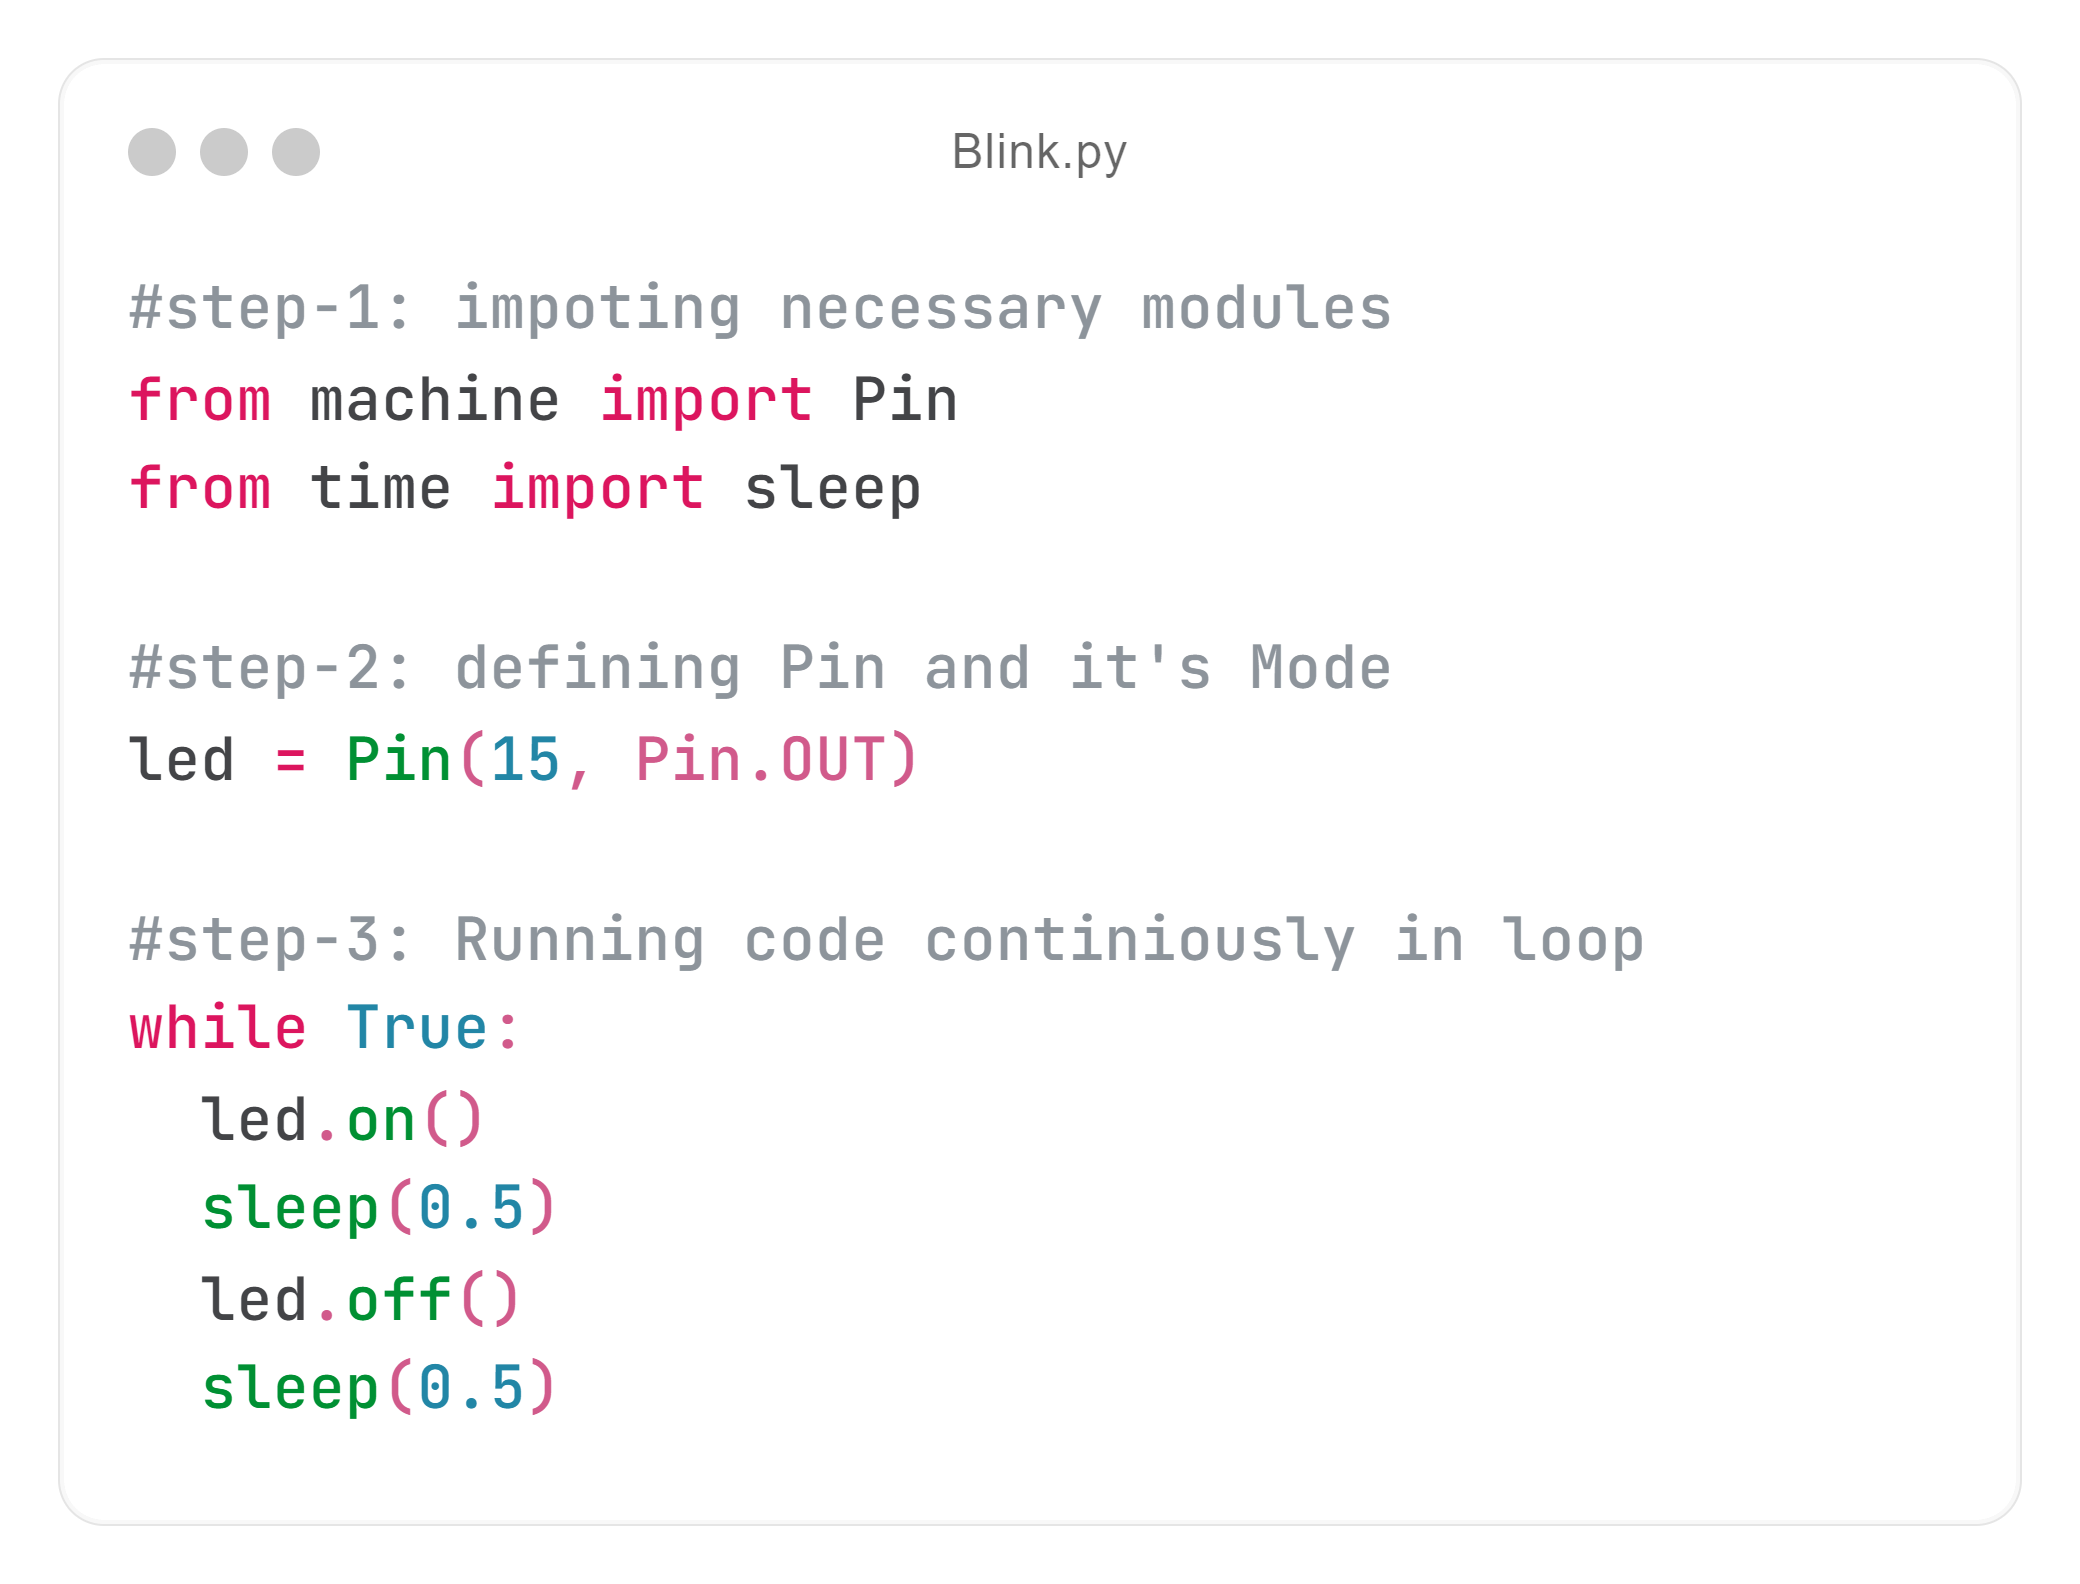 Blink.py
#step-1: impoting necessary modules
from machine import Pin
from time import sleep
#step-2: defining Pin and it's Mode
led = Pin(15, Pin.OUT)
#step-3: Running code continiously in loop
while True:
  led.on()
  sleep(0.5)
  led.off()
  sleep(0.5)